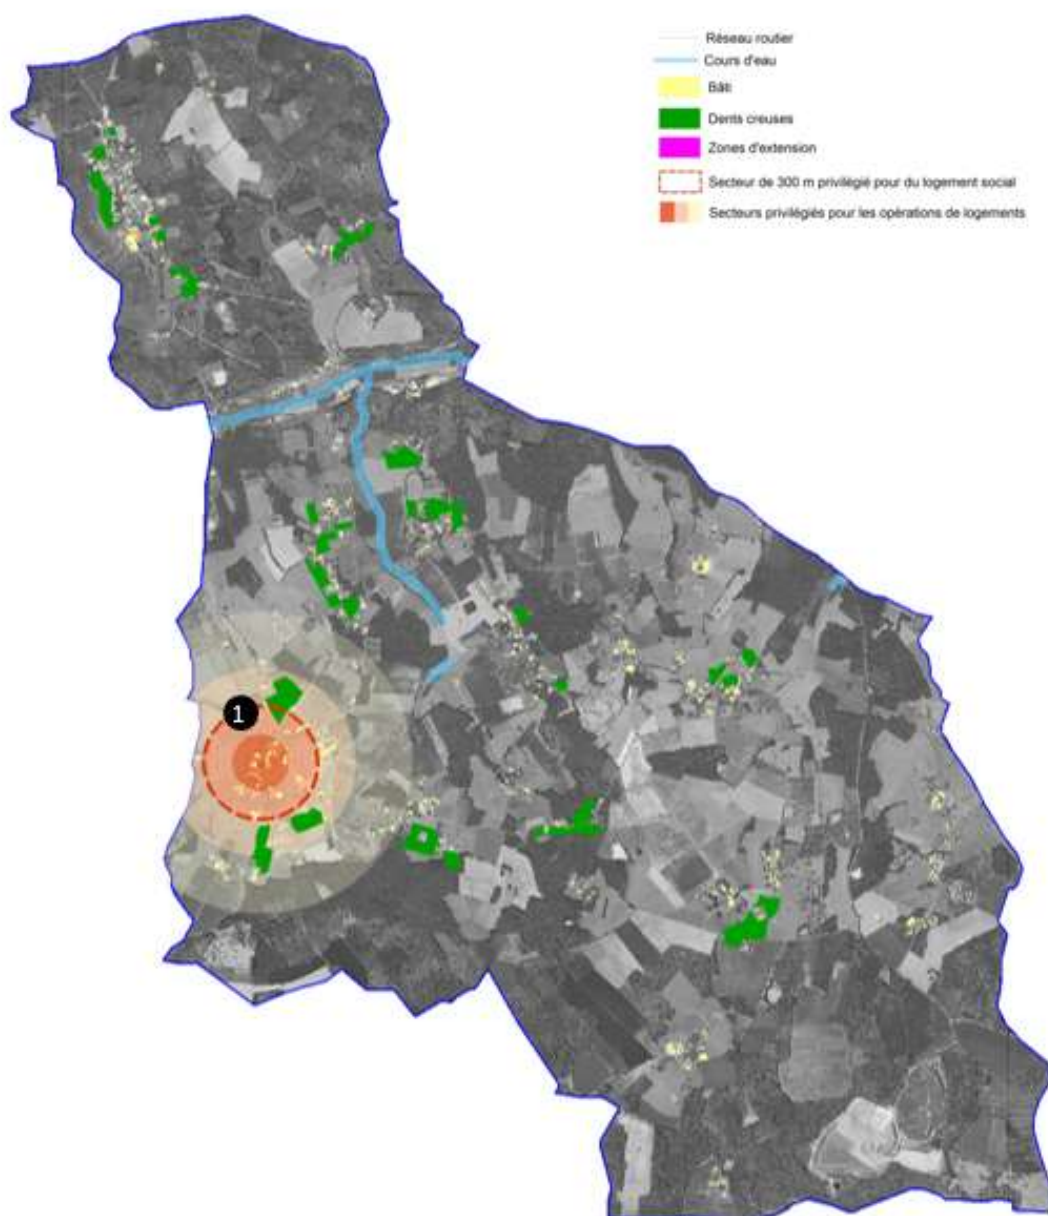 Réseau routier
Cours d'eau
Bâti
Dents creuses
Zones d'extension
Secteur de 300 m privilégié pour du logement social
Secteurs privilégiés pour les opérations de logements
1